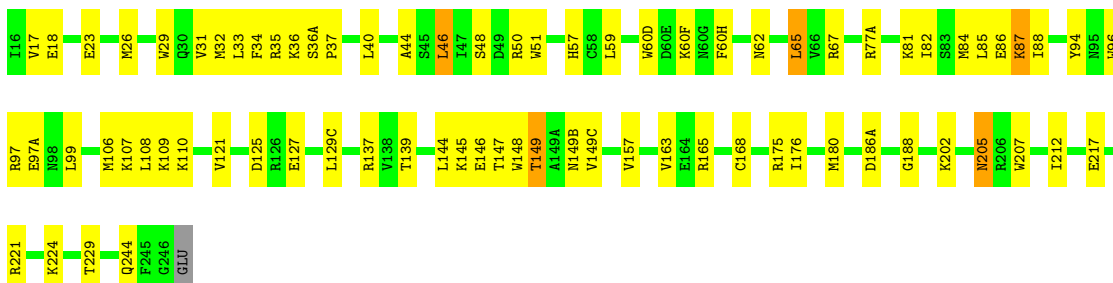 I16 V17 E18 E23 M26 W29 Q30 V31 M32 L33 F34 R35 K36 S36A P37 L40 A44 S45 L46 I47 S48 D49 R50 W51 H57 C58 L59 W60D D60E K60F N60G F60H N62 L65 V66 R67 R77A K81 I82 S83 M84 L85 E86 K87 I88 Y94 N95 W96
R97 E97A N98 L99 M106 K107 L108 K109 K110 V121 D125 R126 E127 L129C R137 V138 T139 L144 K145 E146 T147 W148 T149 A149A N149B V149C V157 V163 E164 R165 C168 R175 I176 M180 D186A G188 K202 N205 R206 W207 I212 E217
R221 K224 T229 Q244 F245 G246 GLU